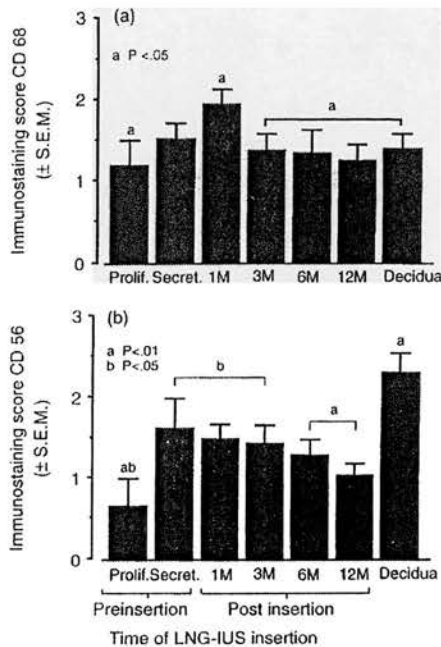 (a)
a P <.05
Immunostaining score CD 68
(± S.E.M.)
3
2
1
0
a
a
a
Prolif. Secret. 1M 3M 6M 12M Decidua
(b)
a P<.01
b P<.05
Immunostaining score CD 56
(± S.E.M.)
3
2
1
0
ab
b
a
a
Prolif. Secret. 1M 3M 6M 12M Decidua
Preinsertion Post insertion
Time of LNG-IUS insertion